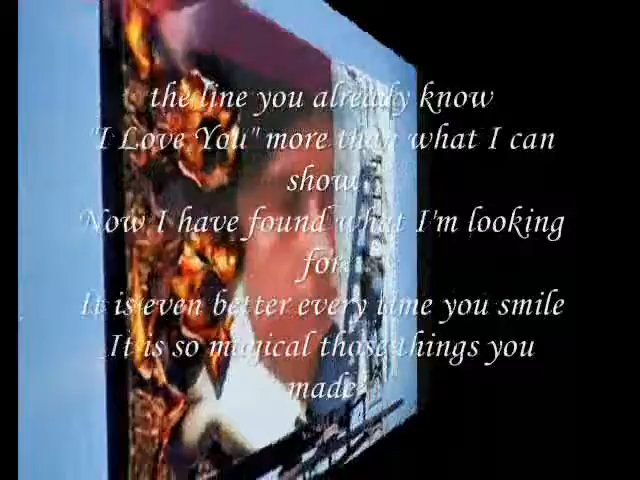 the line you already know
"I Love You" more than what I can
show
Now I have found what I'm looking
for
It is even better every time you smile
It is so magical those things you
made